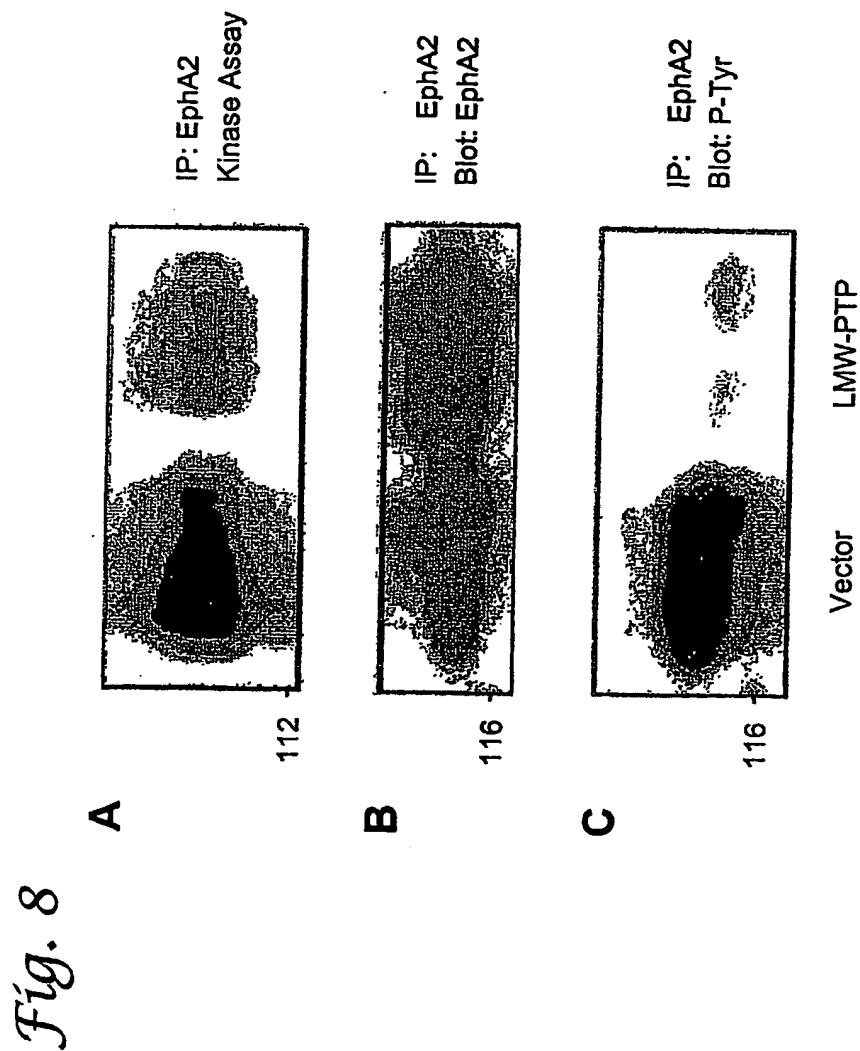 Fig. 8
A
112
IP: EphA2
Kinase Assay
B
116
IP: EphA2
Blot: EphA2
C
116
IP: EphA2
Blot: P-Tyr
Vector
LMW-PTP